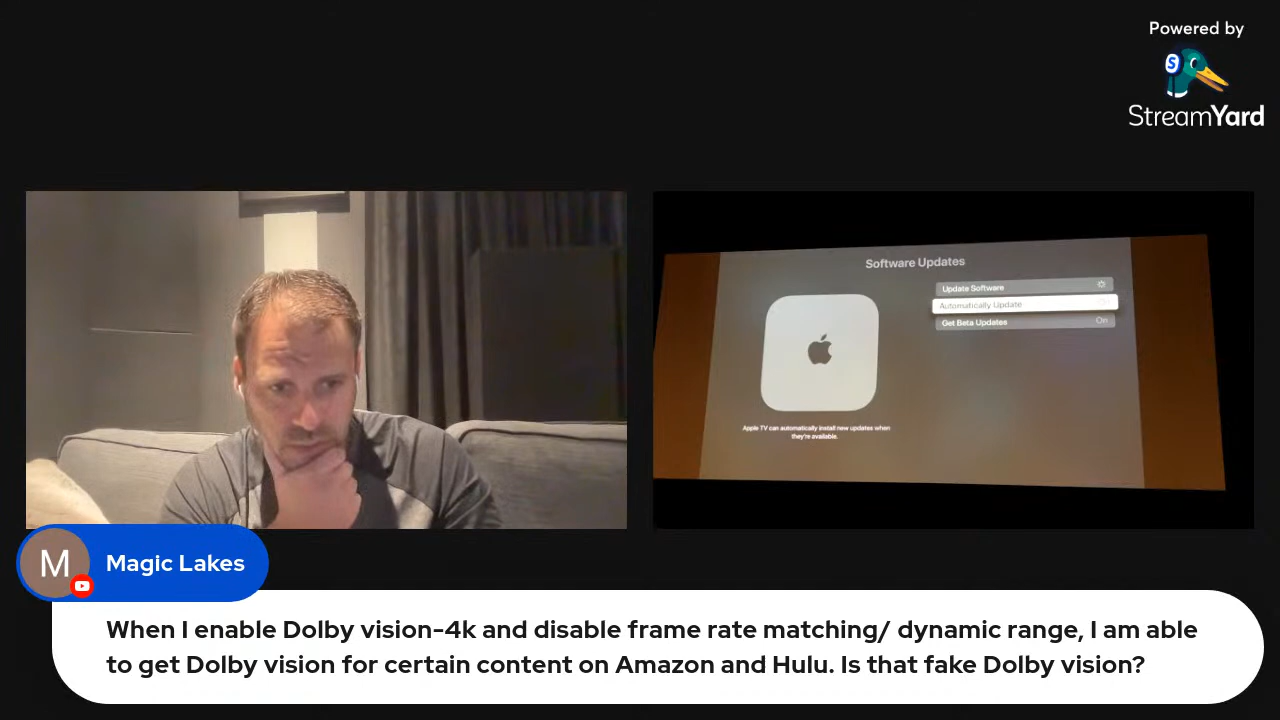 Powered by
S
StreamYard
Software Updates
Update Software
Automatically Update
Get Beta Updates On
Apple TV can automatically install new updates when
they're available.
M
Magic Lakes
When I enable Dolby vision-4k and disable frame rate matching/ dynamic range, I am able
to get Dolby vision for certain content on Amazon and Hulu. Is that fake Dolby vision?